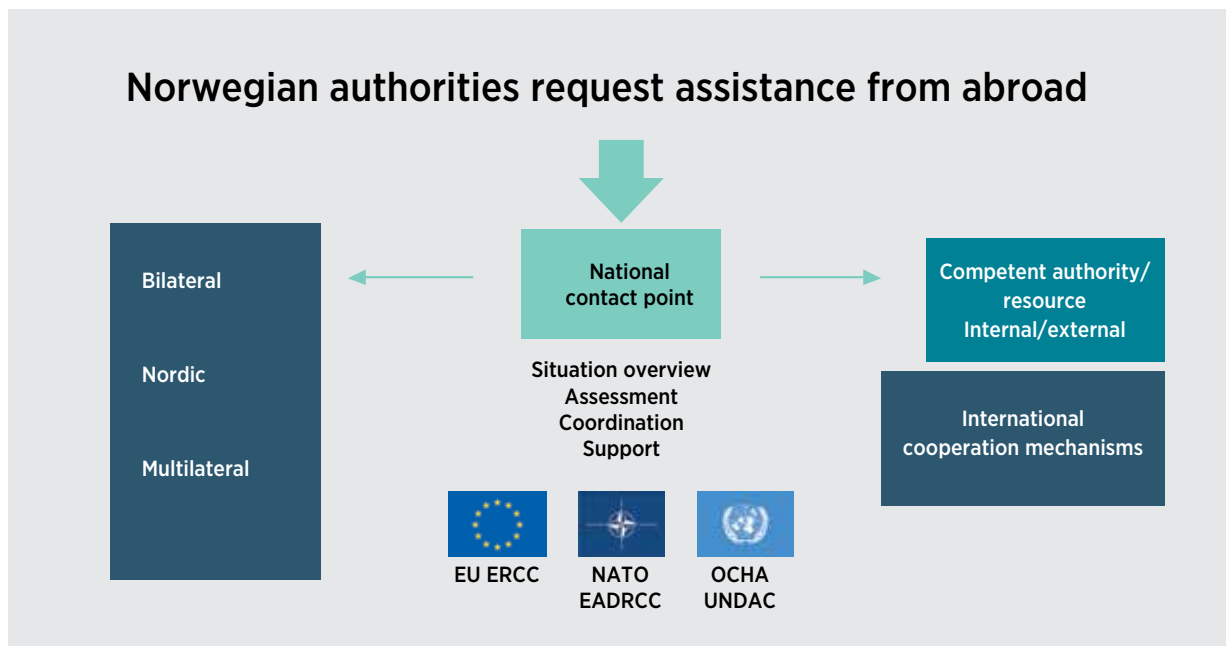 Norwegian authorities request assistance from abroad
Bilateral
Nordic
Multilateral
National
contact point
Situation overview
Assessment
Coordination
Support
EU ERCC
NATO
EADRCC
OCHA
UNDAC
Competent authority/
resource
Internal/external
International
cooperation mechanisms